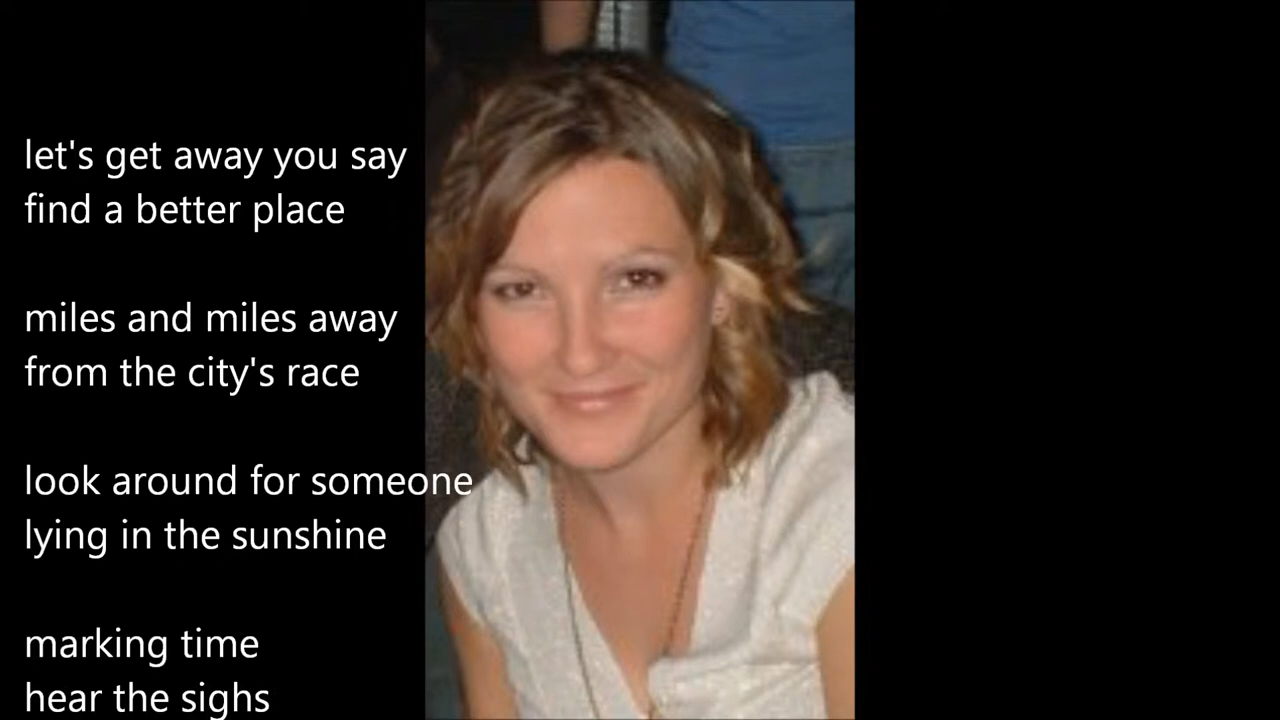 let's get away you say
find a better place
miles and miles away
from the city's race
look around for someone
lying in the sunshine
marking time
hear the sighs